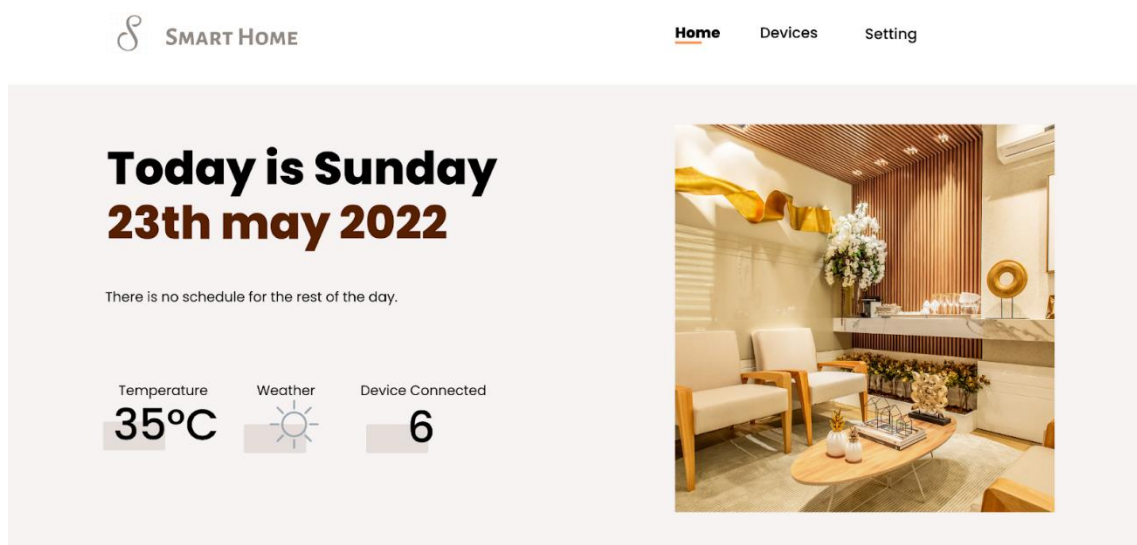 SMART HOME
Home Devices Setting
Today is Sunday
23th may 2022
There is no schedule for the rest of the day.
Temperature Weather Device Connected
35°C 6